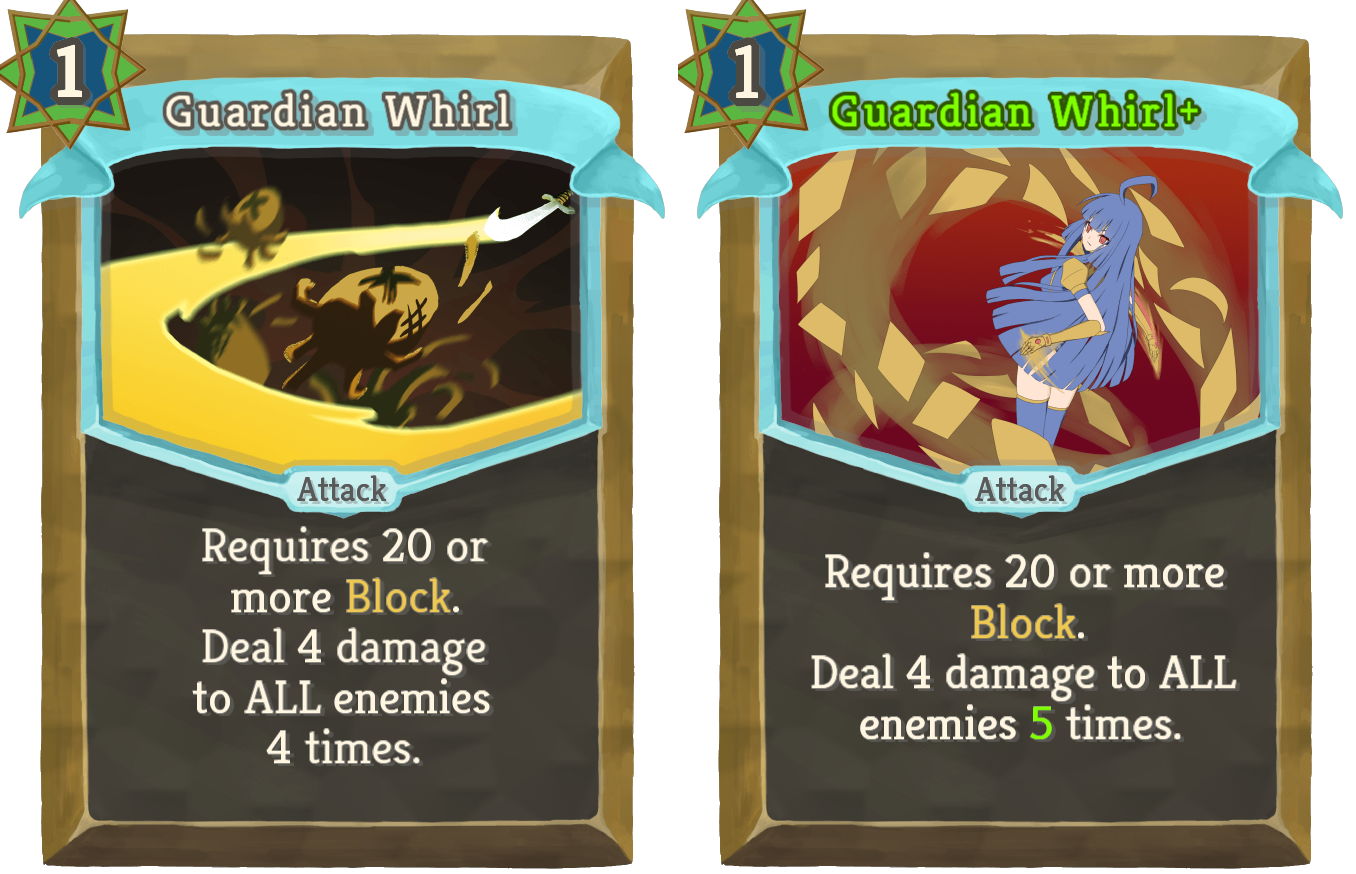 1
Guardian Whirl
Attack
Requires 20 or
more Block.
Deal 4 damage
to ALL enemies
4 times.
1
Guardian Whirl+
Attack
Requires 20 or more
Block.
Deal 4 damage to ALL
enemies 5 times.